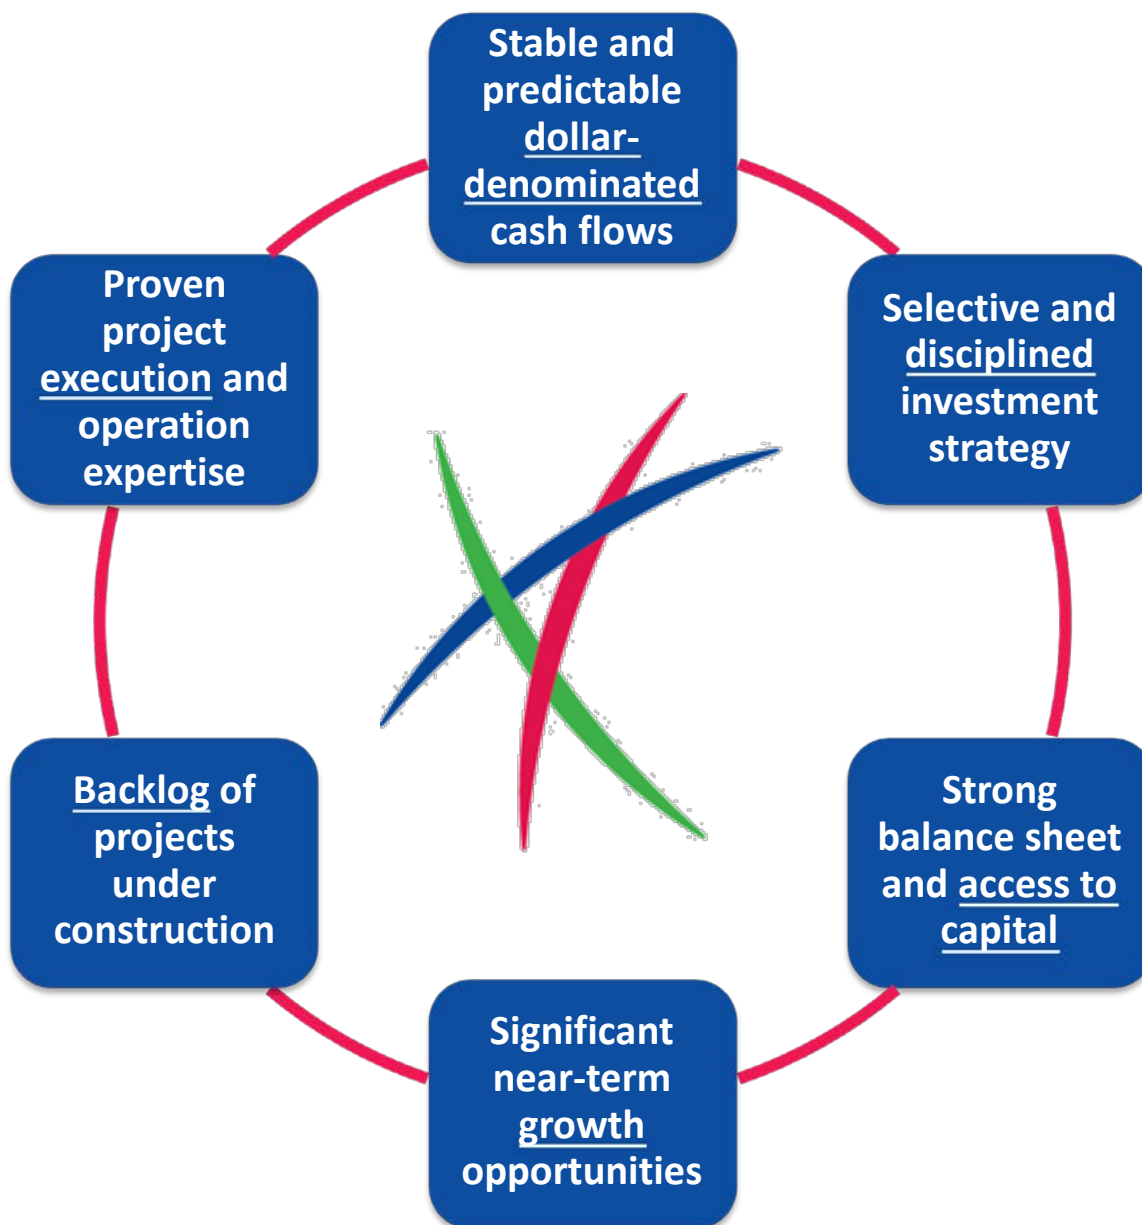 Stable and
predictable
dollar-
denominated
cash flows
Selective and
disciplined
investment
strategy
Strong
balance sheet
and access to
capital
Significant
near-term
growth
opportunities
Backlog of
projects
under
construction
Proven
project
execution and
operation
expertise